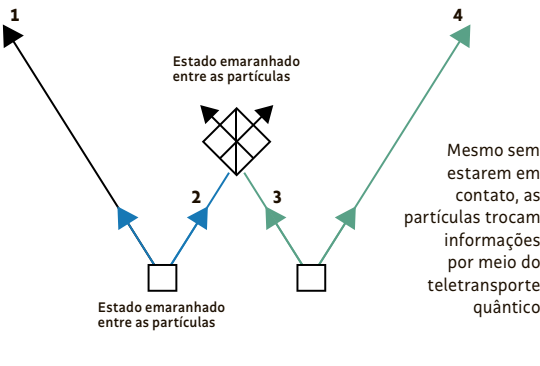 1
4
Estado emaranhado
entre as partículas
2
3
Mesmo sem
estarem em
contato, as
partículas trocam
informações
por meio do
teletransporte
quântico
Estado emaranhado
entre as partículas